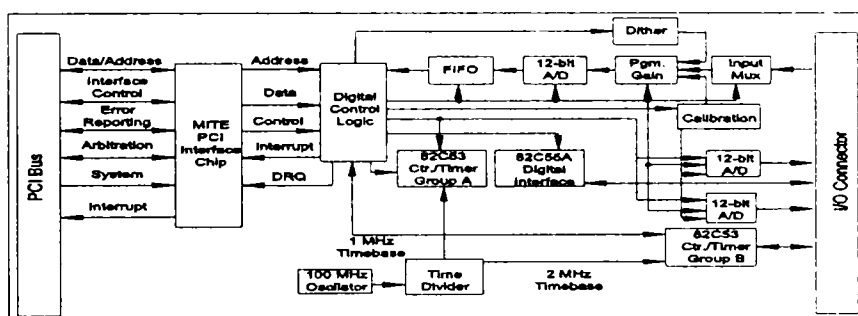 PCI Bus
Data/Address
Interface
Control
Error
Reporting
Arbitration
System
Interrupt
MITE
PCI
Interface
Chip
Address
Data
Control
Interrupt
DRQ
Digital
Control
Logic
Dither
FIFO
12-bit
A/D
Pgm.
Gain
Input
Mux
Calibration
82C53
Ctr./Timer
Group A
82C55A
Digital
Interface
12-bit
A/D
12-bit
A/D
82C53
Ctr./Timer
Group B
1 MHz
Timebase
100 MHz
Oscilator
Time
Divider
2 MHz
Timebase
I/O Connector